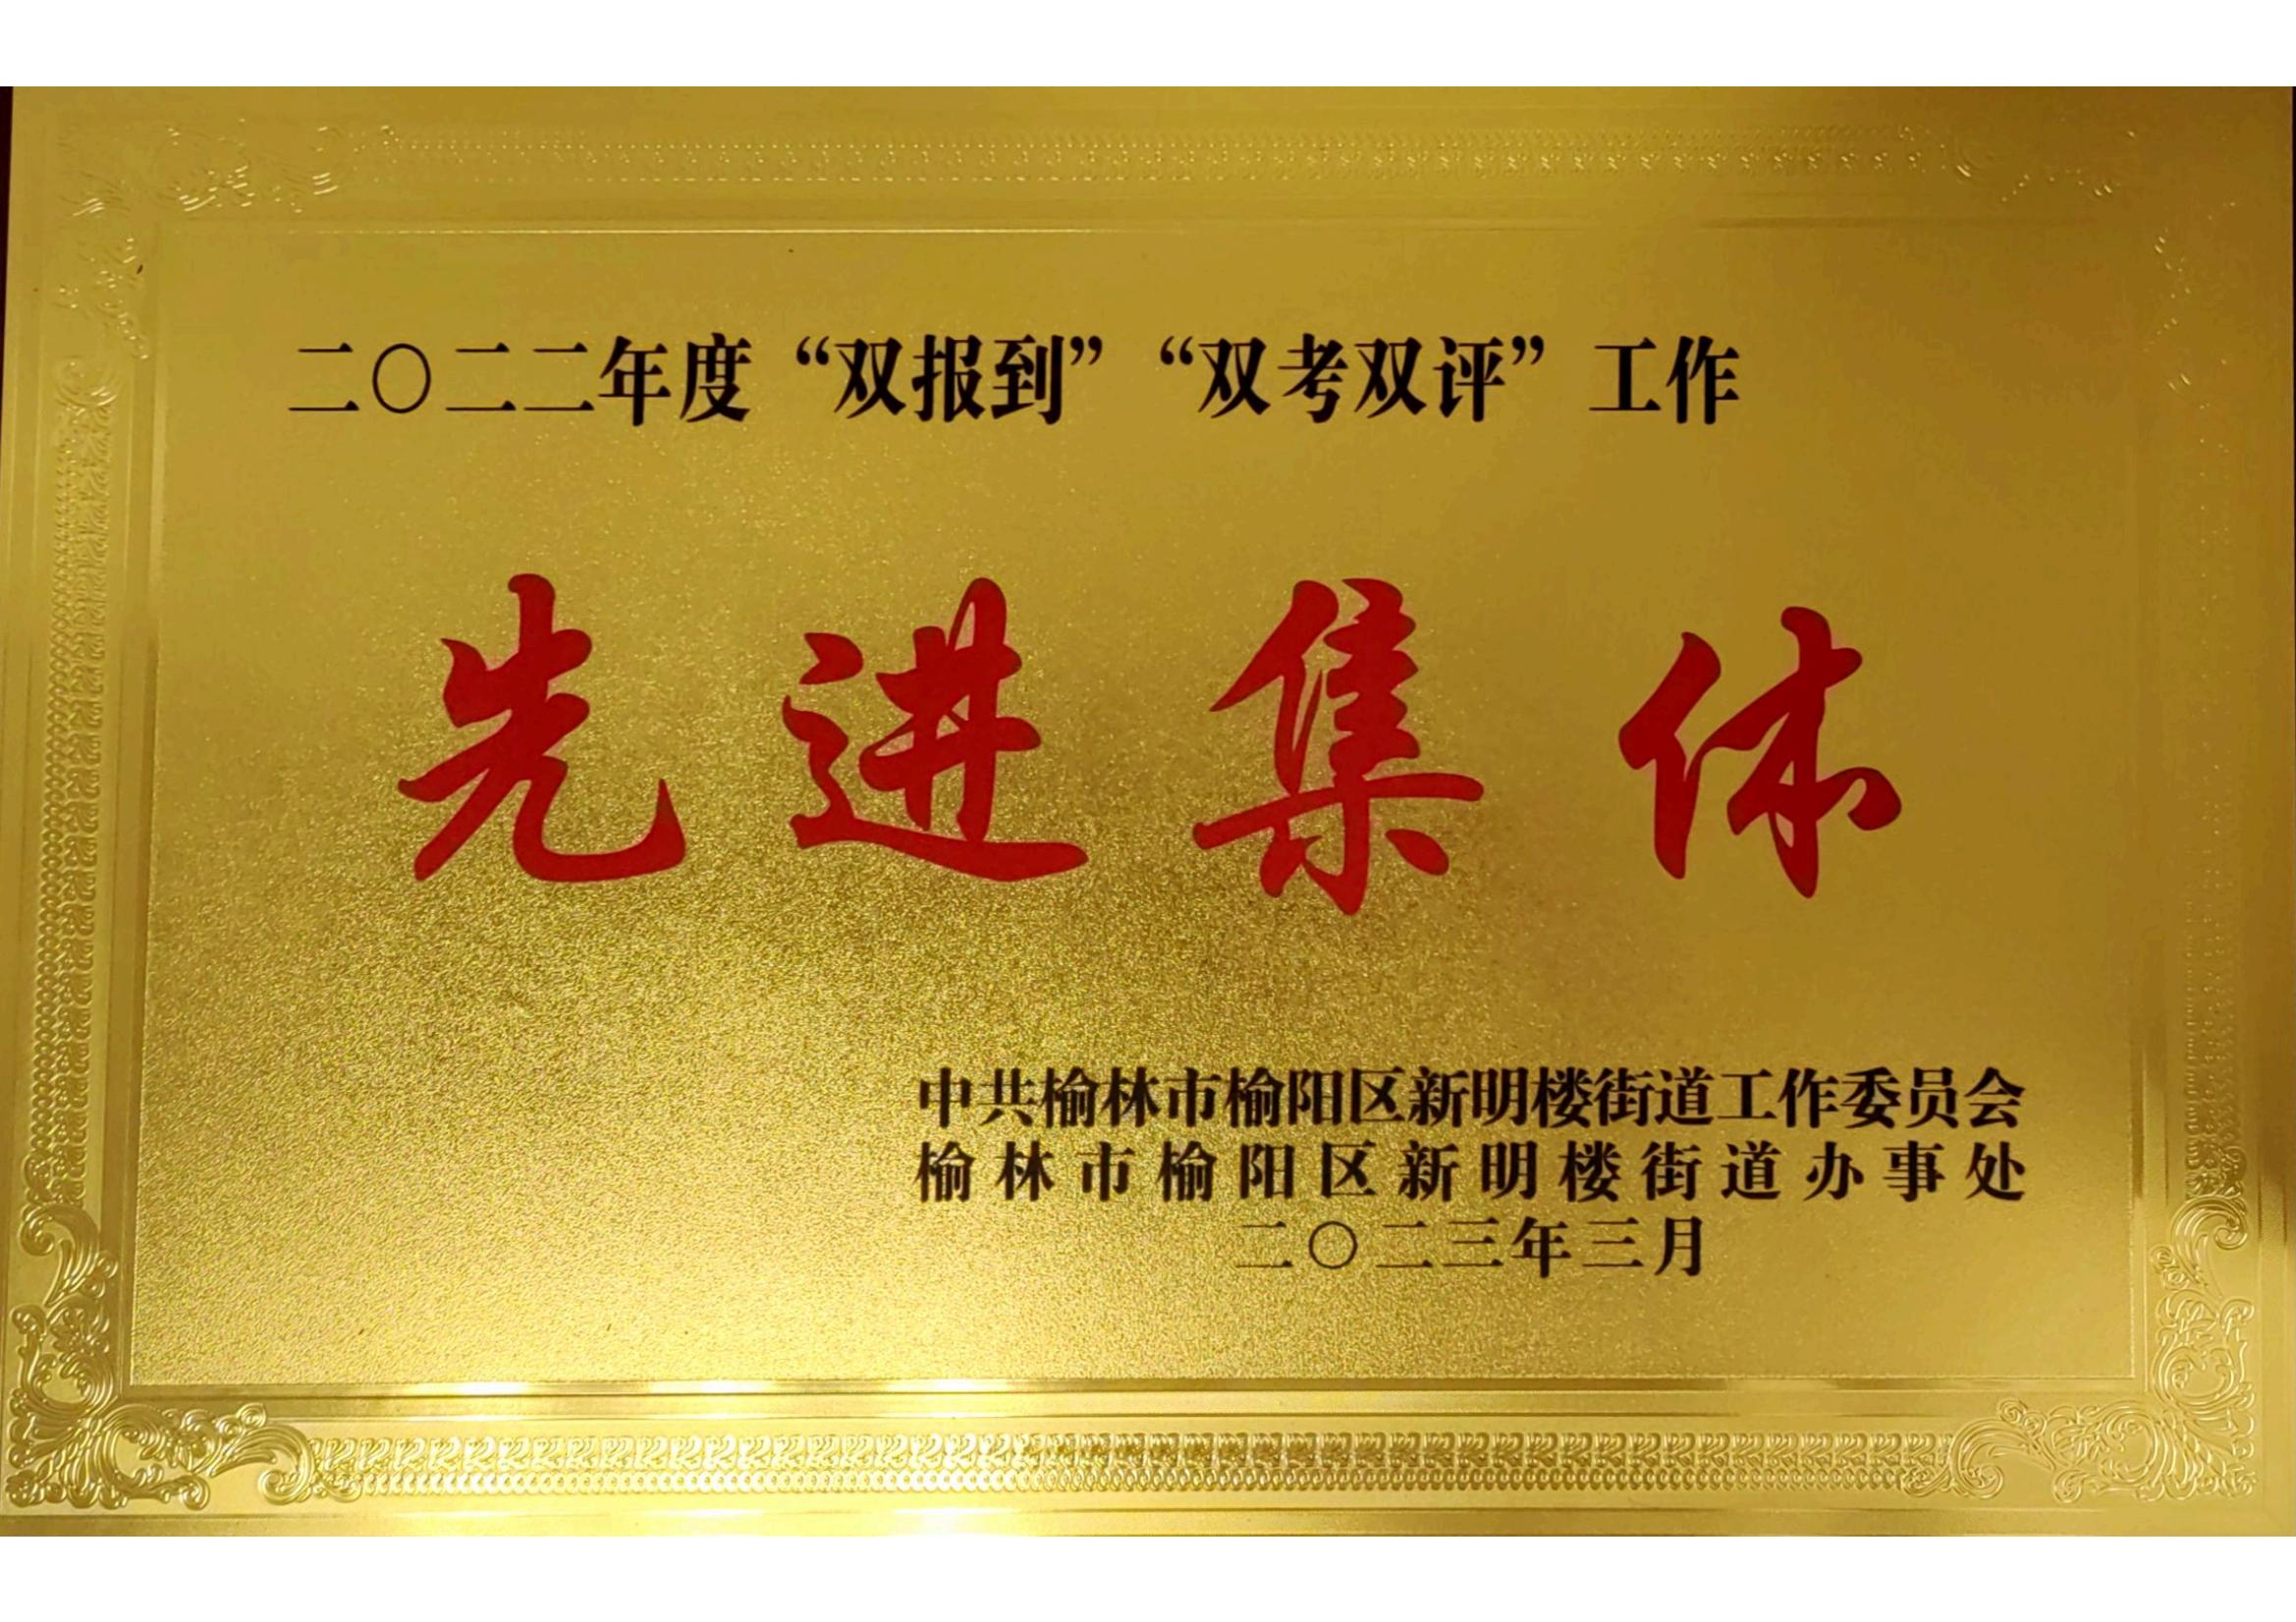 二〇二二年度“双报到”“双考双评”工作
先进集体
中共榆林市榆阳区新明楼街道工作委员会
榆林市榆阳区新明楼街道办事处
二〇二三年三月